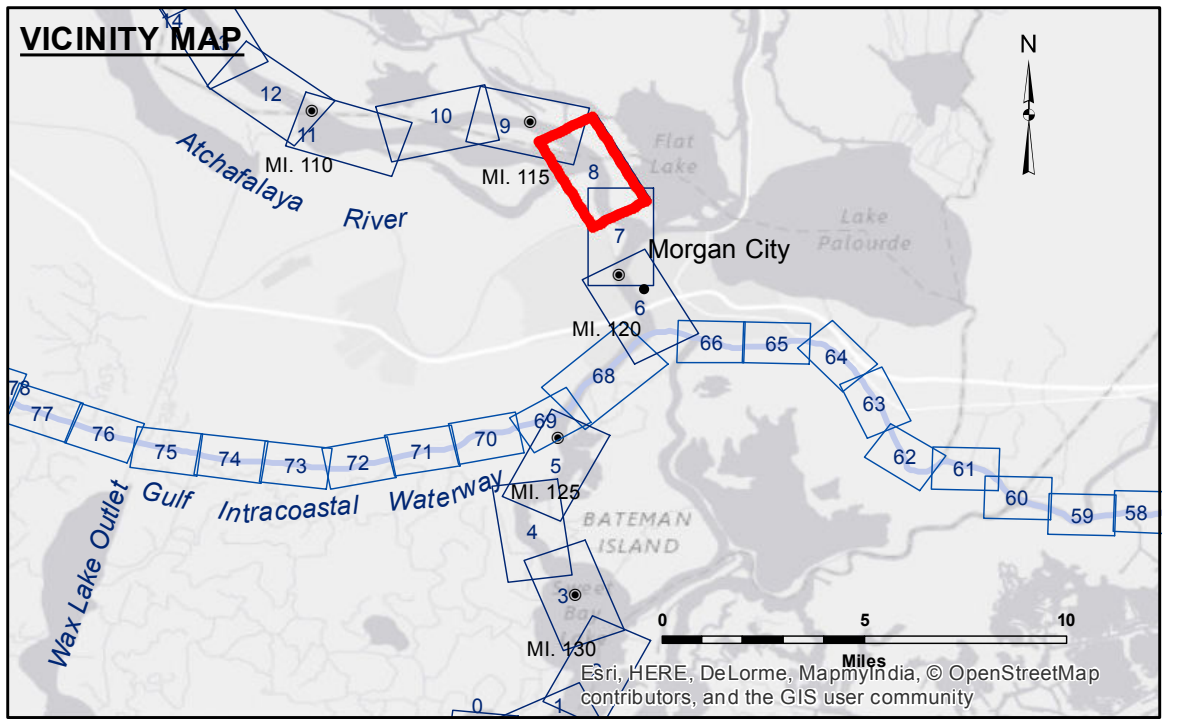 VICINITY MAP
N
14
12
11
MI. 110
10
9
MI. 115
8
Flat
Lake
Atchafalaya
River
7
Morgan City
Lake
Palourde
6
MI. 120
66
65
64
63
62
61
60
59
58
68
69
70
71
72
73
74
75
76
77
78
Gulf Intracoastal Waterway
Wax Lake Outlet
5
MI. 125
4
BATEMAN
ISLAND
3
Sweet
Bay
MI. 130
0
1
0 5 10
Miles
Esri, HERE, DeLorme, MapmyIndia, © OpenStreetMap
contributors, and the GIS user community